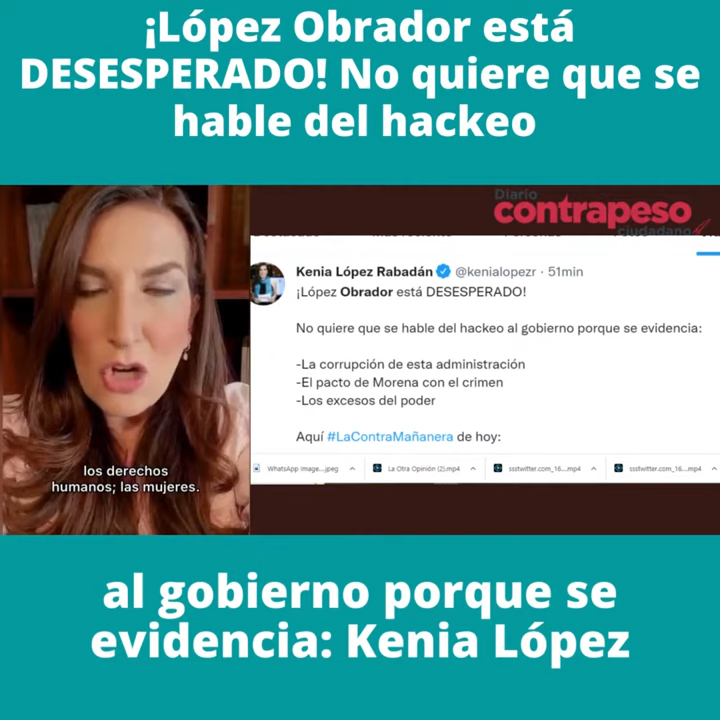 ¡López Obrador está
DESESPERADO! No quiere que se
hable del hackeo
Diario
contrapeso
ciudadano
Kenia López Rabadán @kenialopezr · 51min
¡López Obrador está DESESPERADO!
No quiere que se hable del hackeo al gobierno porque se evidencia:
-La corrupción de esta administración
-El pacto de Morena con el crimen
-Los excesos del poder
Aquí #LaContraMañanera de hoy:
WhatsApp Image....jpeg
La Otra Opinión (2).mp4
ssstwitter.com_16....mp4
ssstwitter.com_16....mp4
los derechos
humanos; las mujeres.
al gobierno porque se
evidencia: Kenia López